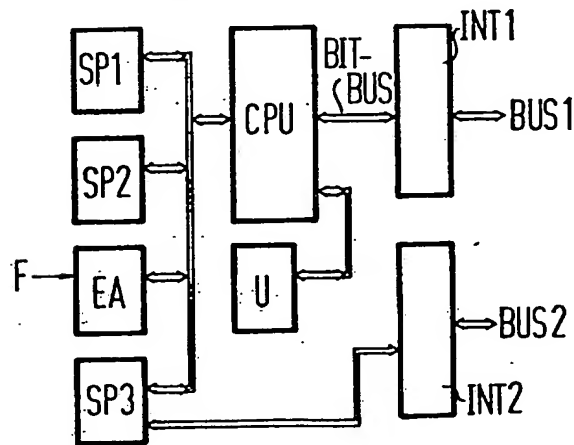 SP1
SP2
F
EA
SP3
CPU
U
BIT-
BUS
INT1
BUS1
BUS2
INT2